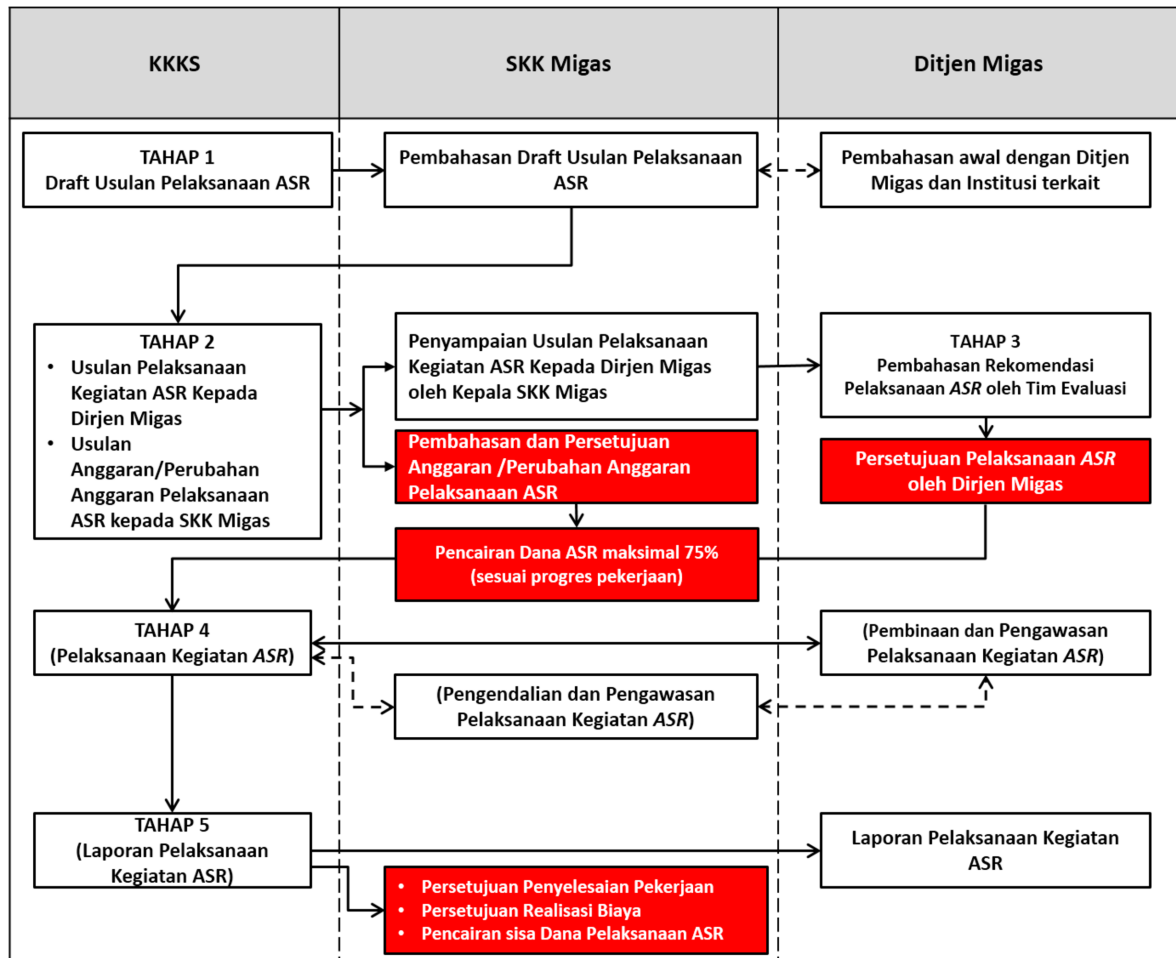 KKKS
SKK Migas
Ditjen Migas
TAHAP 1
Draft Usulan Pelaksanaan ASR
Pembahasan Draft Usulan Pelaksanaan
ASR
Pembahasan awal dengan Ditjen
Migas dan Institusi terkait
TAHAP 2
• Usulan Pelaksanaan
Kegiatan ASR Kepada
Dirjen Migas
• Usulan
Anggaran/Perubahan
Anggaran Pelaksanaan
ASR kepada SKK Migas
Penyampaian Usulan Pelaksanaan
Kegiatan ASR Kepada Dirjen Migas
oleh Kepala SKK Migas
TAHAP 3
Pembahasan Rekomendasi
Pelaksanaan ASR oleh Tim Evaluasi
Pembahasan dan Persetujuan
Anggaran /Perubahan Anggaran
Pelaksanaan ASR
Persetujuan Pelaksanaan ASR
oleh Dirjen Migas
Pencairan Dana ASR maksimal 75%
(sesuai progres pekerjaan)
TAHAP 4
(Pelaksanaan Kegiatan ASR)
(Pembinaan dan Pengawasan
Pelaksanaan Kegiatan ASR)
(Pengendalian dan Pengawasan
Pelaksanaan Kegiatan ASR)
TAHAP 5
(Laporan Pelaksanaan
Kegiatan ASR)
Laporan Pelaksanaan Kegiatan
ASR
• Persetujuan Penyelesaian Pekerjaan
• Persetujuan Realisasi Biaya
• Pencairan sisa Dana Pelaksanaan ASR